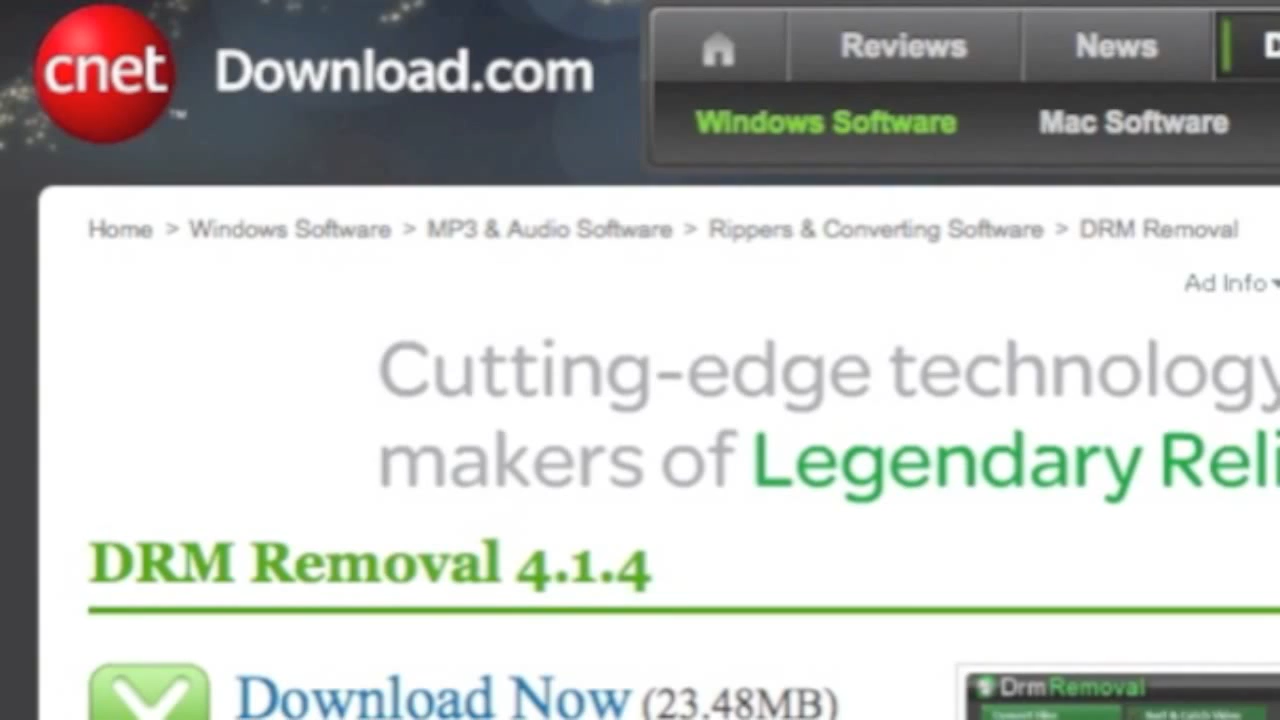 cnet Download.com
Reviews News
Windows Software Mac Software
Home > Windows Software > MP3 & Audio Software > Rippers & Converting Software > DRM Removal
Ad Info
Cutting-edge technology
makers of Legendary Reli
DRM Removal 4.1.4
Download Now (23.48MB)
DrmRemoval